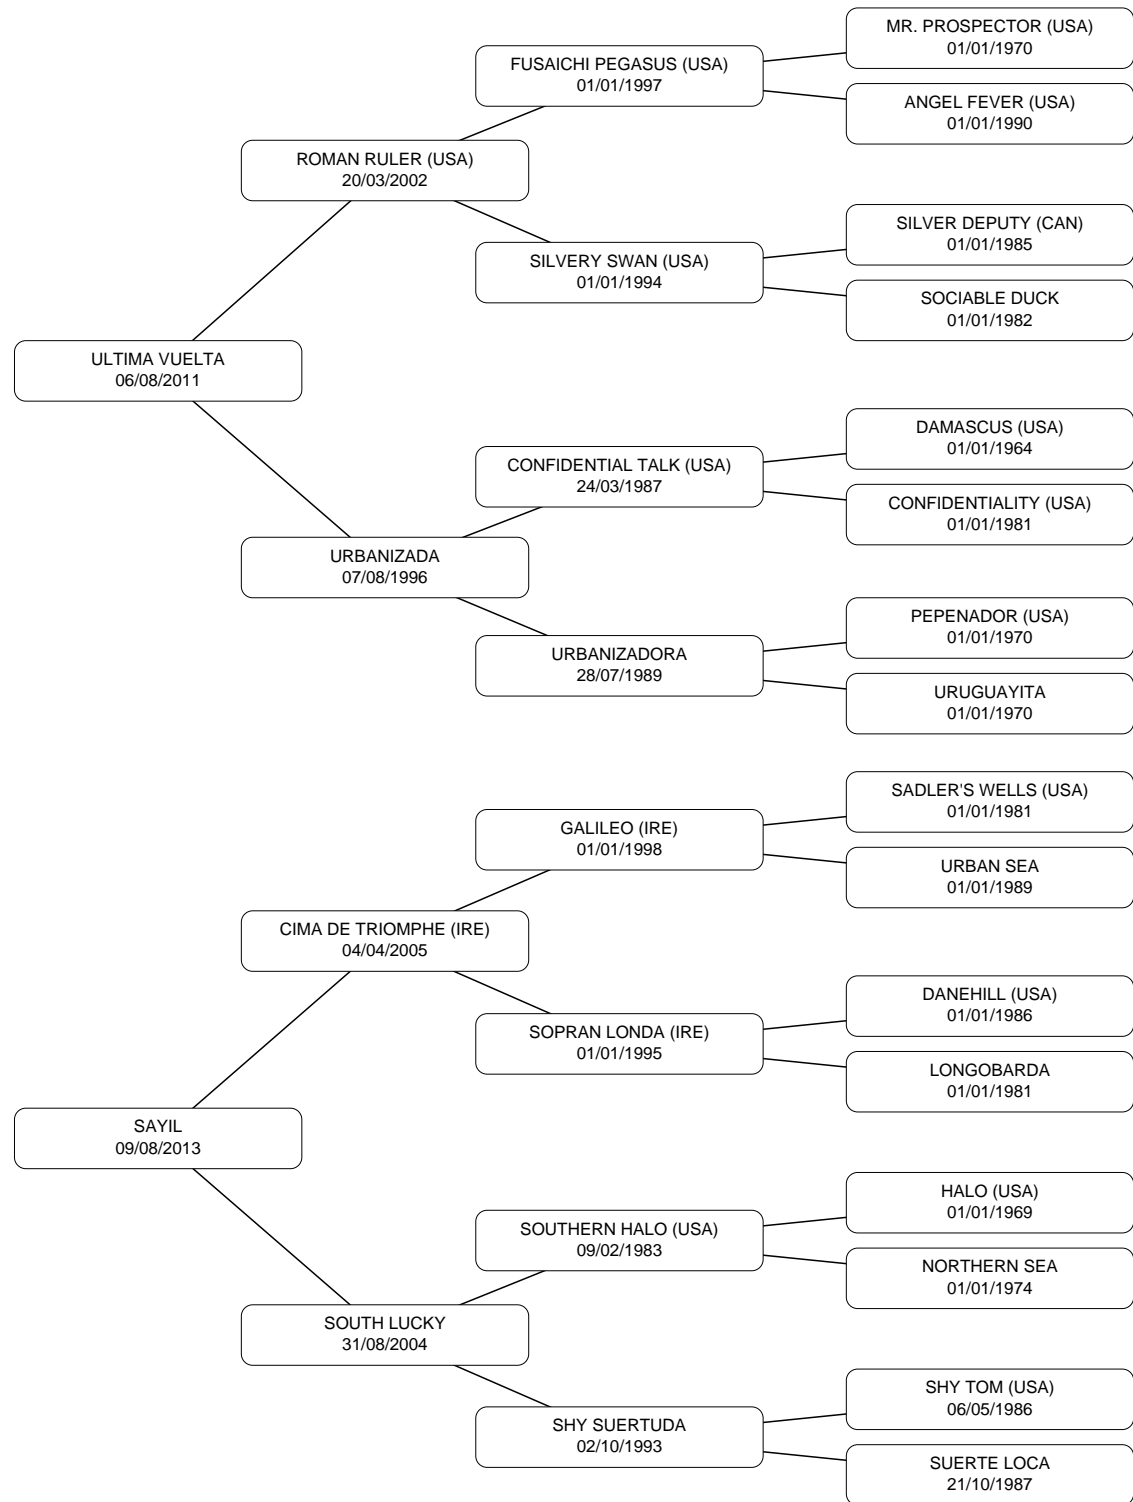 MR. PROSPECTOR (USA)
01/01/1970
FUSAICHI PEGASUS (USA)
01/01/1997
ANGEL FEVER (USA)
01/01/1990
ROMAN RULER (USA)
20/03/2002
SILVER DEPUTY (CAN)
01/01/1985
SILVERY SWAN (USA)
01/01/1994
SOCIABLE DUCK
01/01/1982
ULTIMA VUELTA
06/08/2011
DAMASCUS (USA)
01/01/1964
CONFIDENTIAL TALK (USA)
24/03/1987
CONFIDENTIALITY (USA)
01/01/1981
URBANIZADA
07/08/1996
PEPENADOR (USA)
01/01/1970
URBANIZADORA
28/07/1989
URUGUAYITA
01/01/1970
SADLER'S WELLS (USA)
01/01/1981
GALILEO (IRE)
01/01/1998
URBAN SEA
01/01/1989
CIMA DE TRIOMPHE (IRE)
04/04/2005
DANEHILL (USA)
01/01/1986
SOPRAN LONDA (IRE)
01/01/1995
LONGOBARDA
01/01/1981
SAYIL
09/08/2013
HALO (USA)
01/01/1969
SOUTHERN HALO (USA)
09/02/1983
NORTHERN SEA
01/01/1974
SOUTH LUCKY
31/08/2004
SHY TOM (USA)
06/05/1986
SHY SUERTUDA
02/10/1993
SUERTE LOCA
21/10/1987